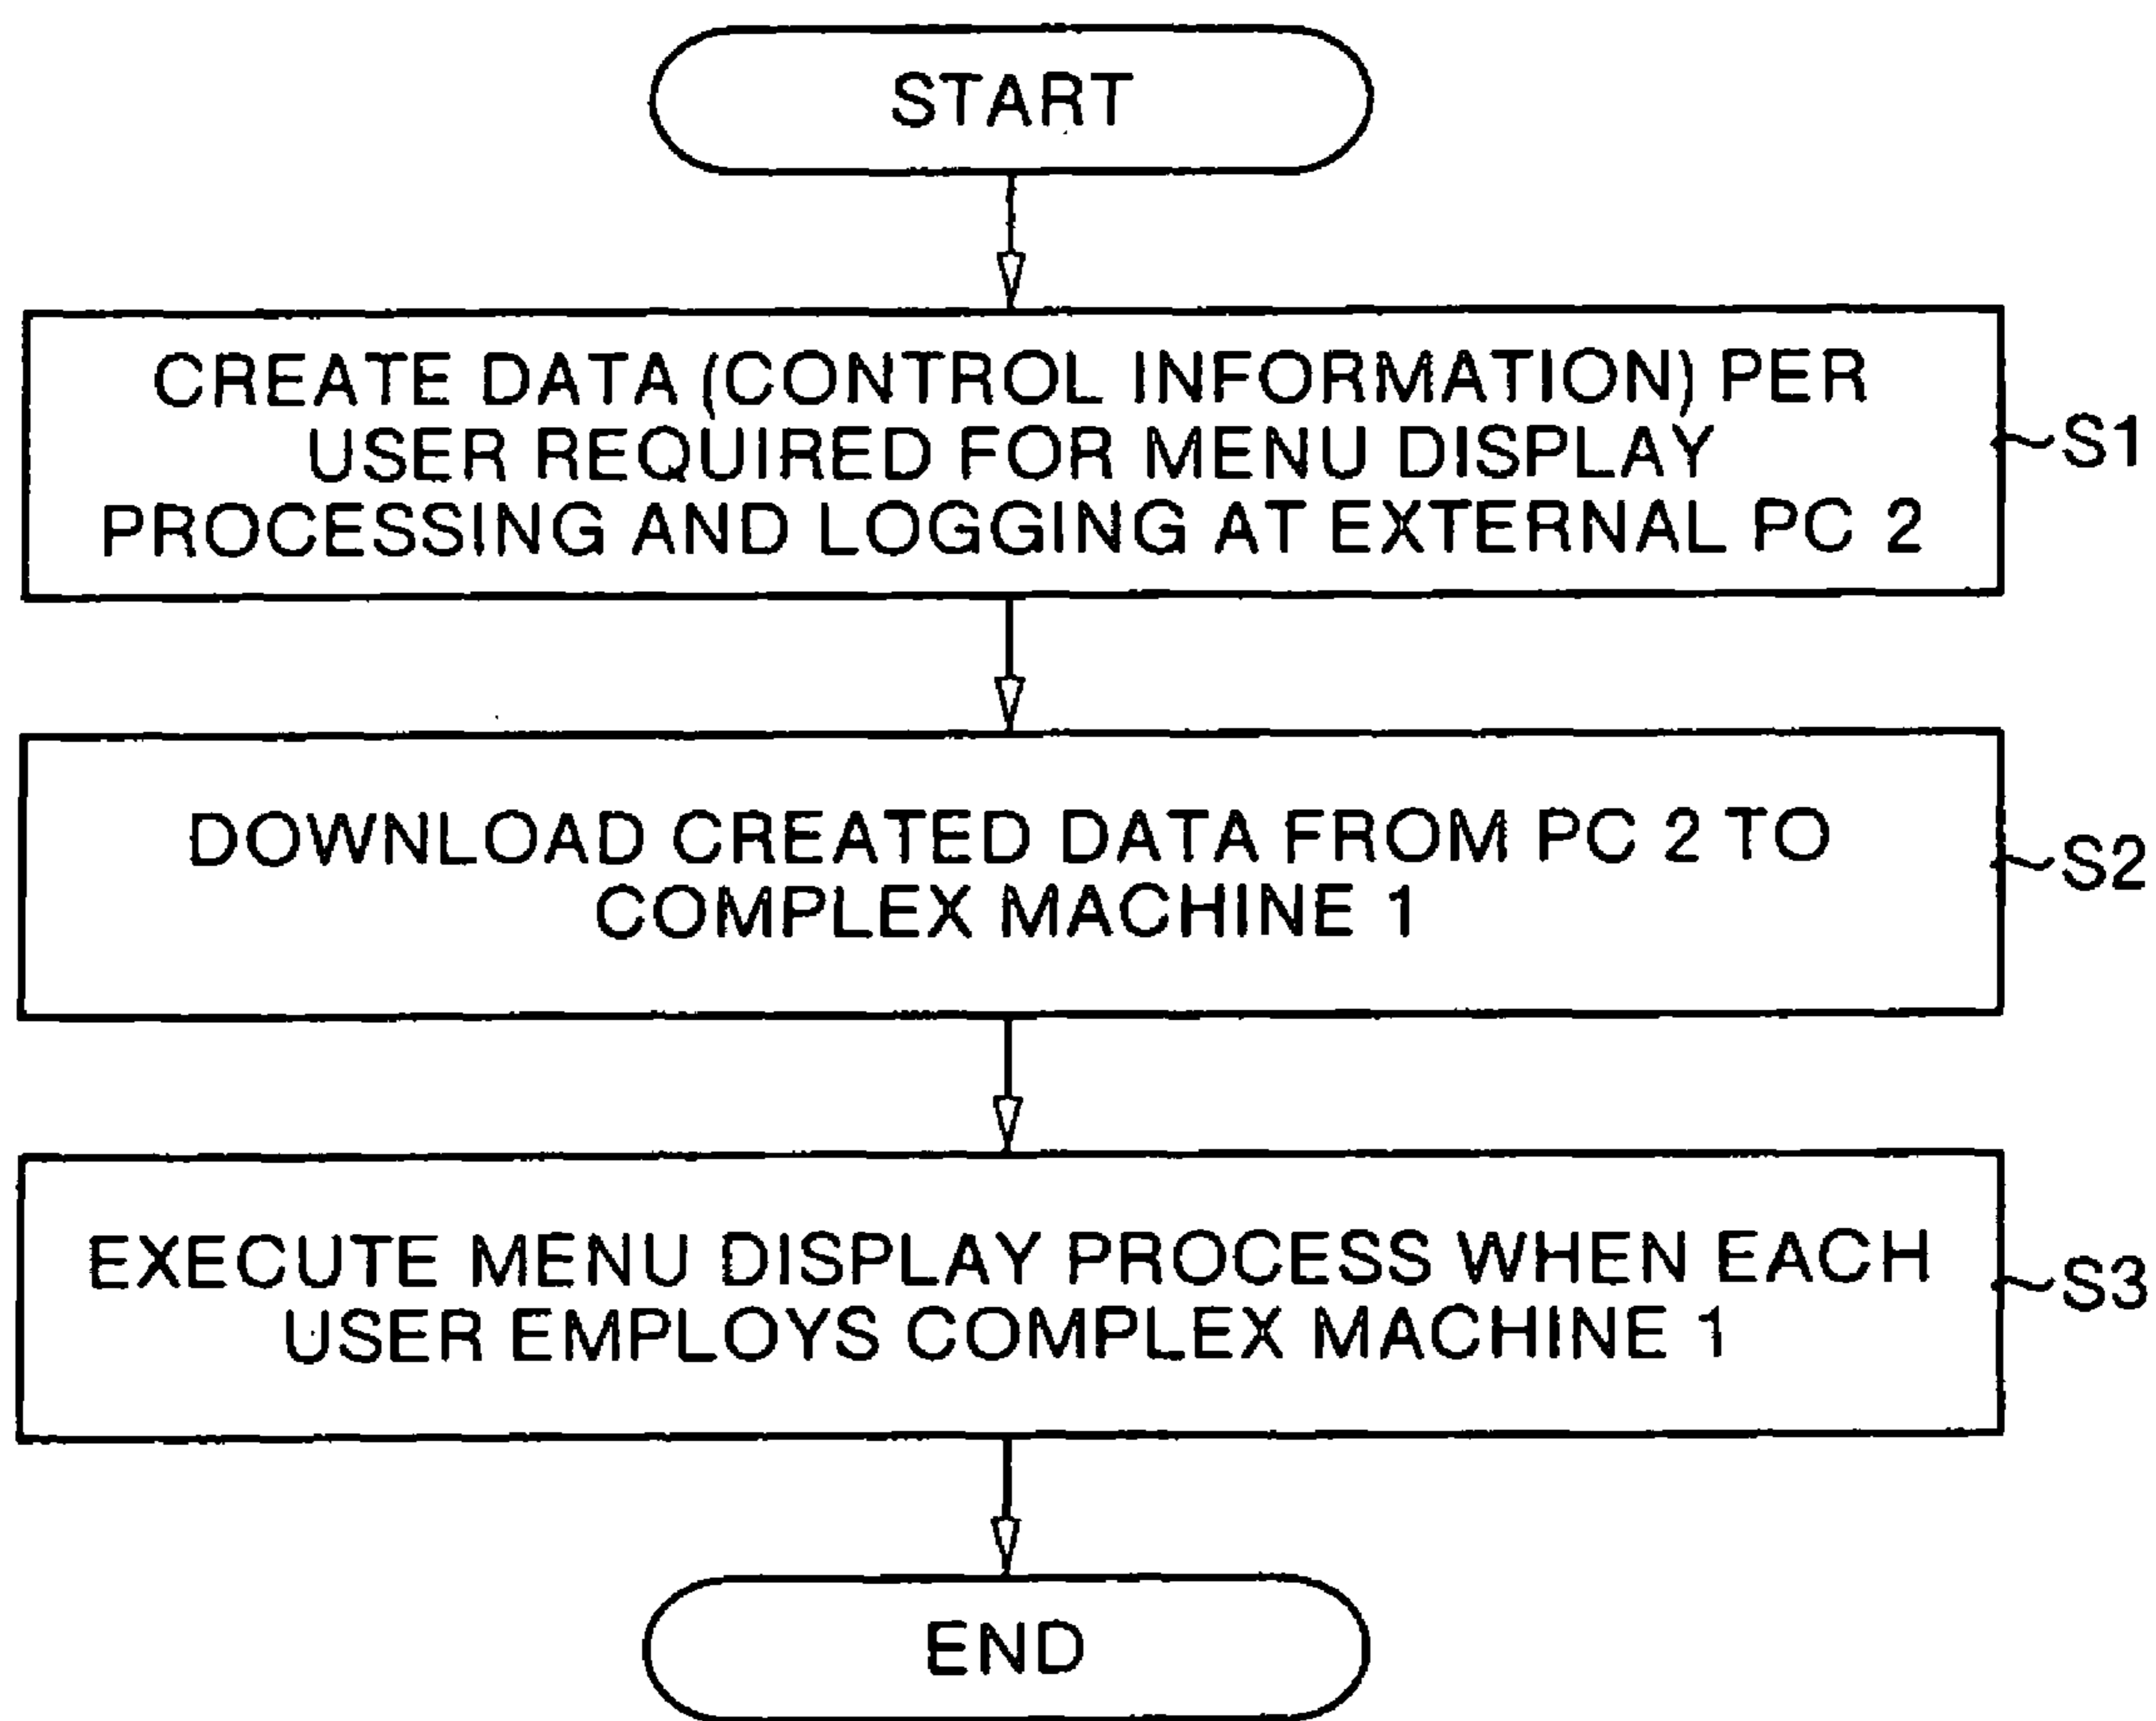 START
CREATE DATA (CONTROL INFORMATION) PER
USER REQUIRED FOR MENU DISPLAY
PROCESSING AND LOGGING AT EXTERNAL PC 2
S1
DOWNLOAD CREATED DATA FROM PC 2 TO
COMPLEX MACHINE 1
S2
EXECUTE MENU DISPLAY PROCESS WHEN EACH
USER EMPLOYS COMPLEX MACHINE 1
S3
END